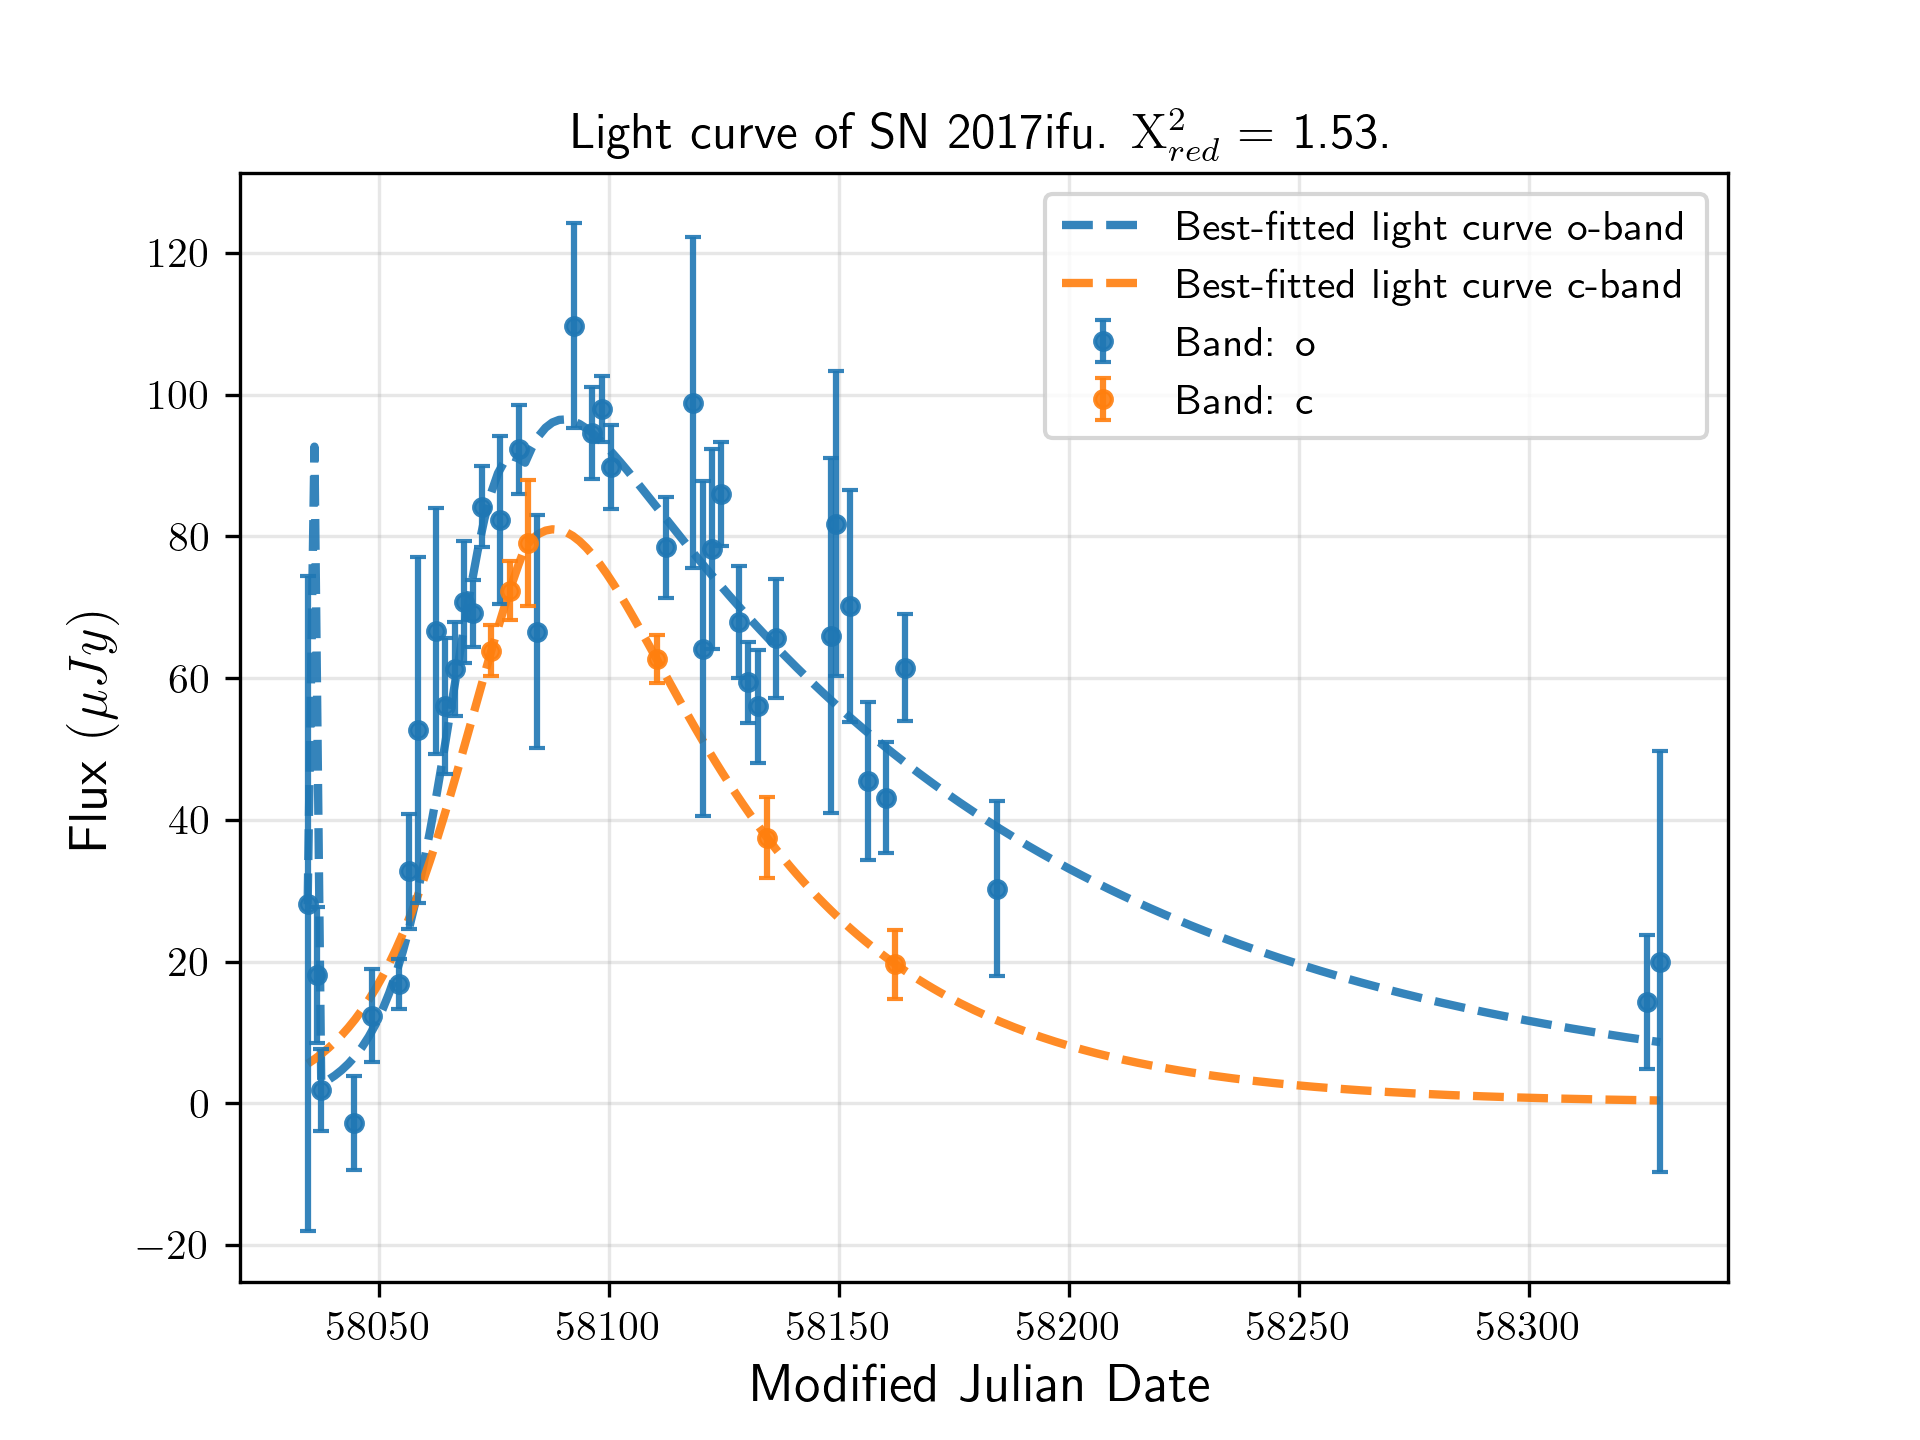 Light curve of SN 2017ifu. X²_red = 1.53.
Best-fitted light curve o-band
Best-fitted light curve c-band
Band: o
Band: c
120
100
80
60
40
20
0
−20
Flux (μJy)
58050 58100 58150 58200 58250 58300
Modified Julian Date